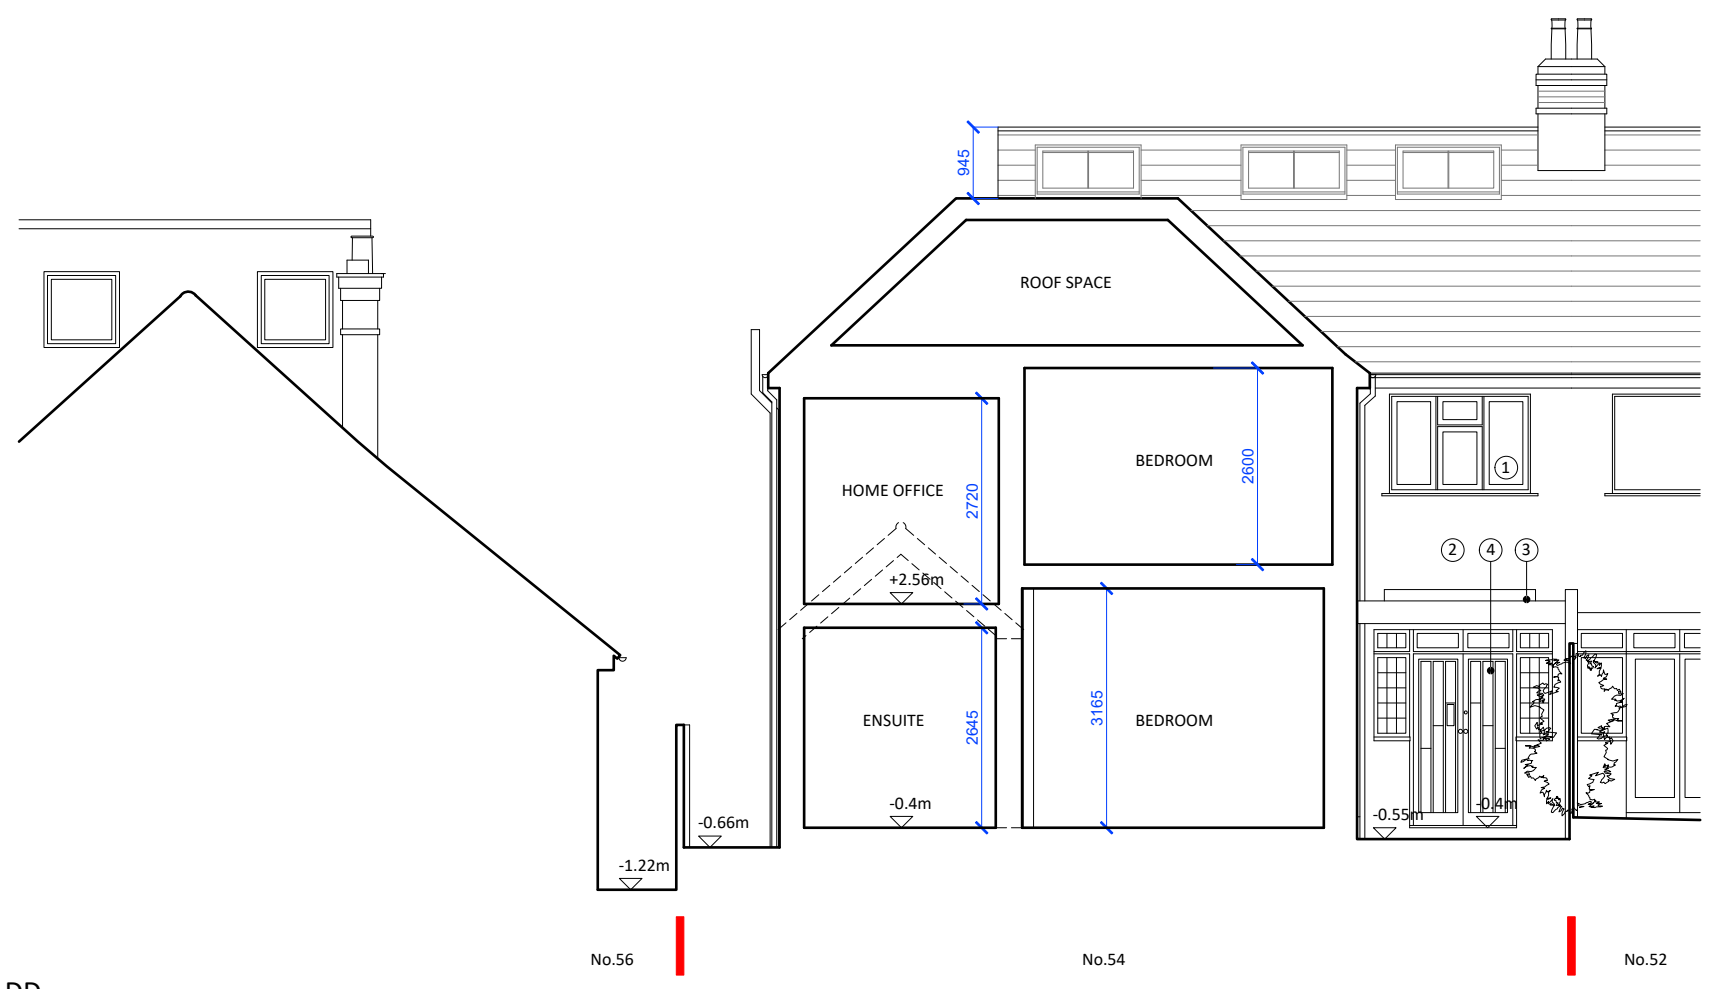 945
ROOF SPACE
BEDROOM
2600
HOME OFFICE
2720
1
2
4
3
+2.56m
ENSUITE
2645
3165
BEDROOM
-0.4m
-0.4m
-0.55m
-0.66m
-1.22m
No.56
No.54
No.52